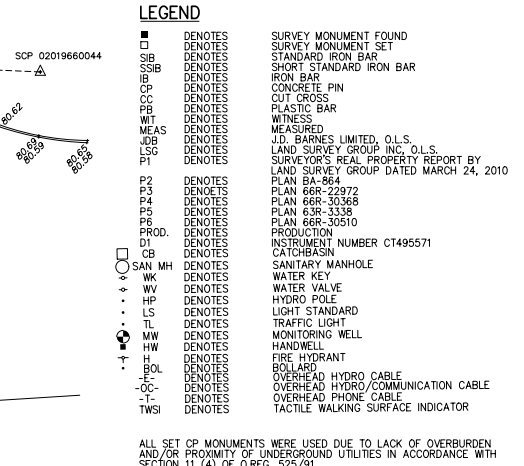 LEGEND
SCP 02019660044
80.62
80.69
80.59
80.65
80.58
■ DENOTES SURVEY MONUMENT FOUND
□ DENOTES SURVEY MONUMENT SET
SIB DENOTES STANDARD IRON BAR
SSIB DENOTES SHORT STANDARD IRON BAR
IB DENOTES IRON BAR
CP DENOTES CONCRETE PIN
CC DENOTES CUT CROSS
PB DENOTES PLASTIC BAR
WIT DENOTES WITNESS
MEAS DENOTES MEASURED
JDB DENOTES J.D. BARNES LIMITED, O.L.S.
LSG DENOTES LAND SURVEY GROUP INC, O.L.S.
P1 DENOTES SURVEYOR'S REAL PROPERTY REPORT BY
LAND SURVEY GROUP DATED MARCH 24, 2010
P2 DENOTES PLAN BA-864
P3 DENOETS PLAN 66R-22972
P4 DENOTES PLAN 66R-30368
P5 DENOTES PLAN 63R-3338
P6 DENOTES PLAN 66R-30510
PROD. DENOTES PRODUCTION
D1 DENOTES INSTRUMENT NUMBER CT495571
CB DENOTES CATCHBASIN
SAN MH DENOTES SANITARY MANHOLE
WK DENOTES WATER KEY
WV DENOTES WATER VALVE
HP DENOTES HYDRO POLE
LS DENOTES LIGHT STANDARD
TL DENOTES TRAFFIC LIGHT
MW DENOTES MONITORING WELL
HW DENOTES HANDWELL
H DENOTES FIRE HYDRANT
BOL DENOTES BOLLARD
-E- DENOTES OVERHEAD HYDRO CABLE
-OC- DENOTES OVERHEAD HYDRO/COMMUNICATION CABLE
-T- DENOTES OVERHEAD PHONE CABLE
TWSI DENOTES TACTILE WALKING SURFACE INDICATOR
ALL SET CP MONUMENTS WERE USED DUE TO LACK OF OVERBURDEN
AND/OR PROXIMITY OF UNDERGROUND UTILITIES IN ACCORDANCE WITH
SECTION 11 (4) OF O.REG. 525/91